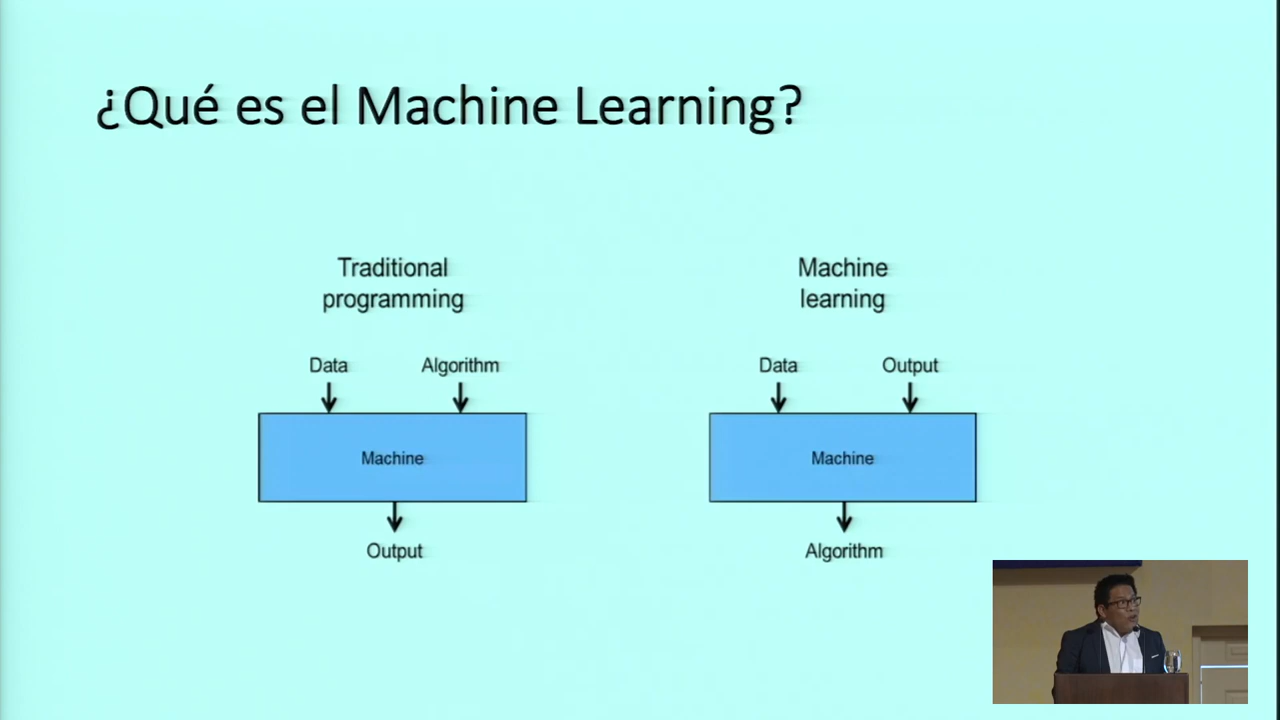 ¿Qué es el Machine Learning?
Traditional
programming
Data
Algorithm
Machine
Output
Machine
learning
Data
Output
Machine
Algorithm